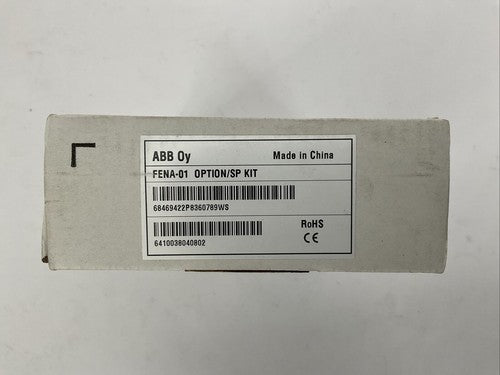 ABB Oy Made in China
FENA-01 OPTION/SP KIT
68469422P8360789WS
RoHS
6410038040802 CE